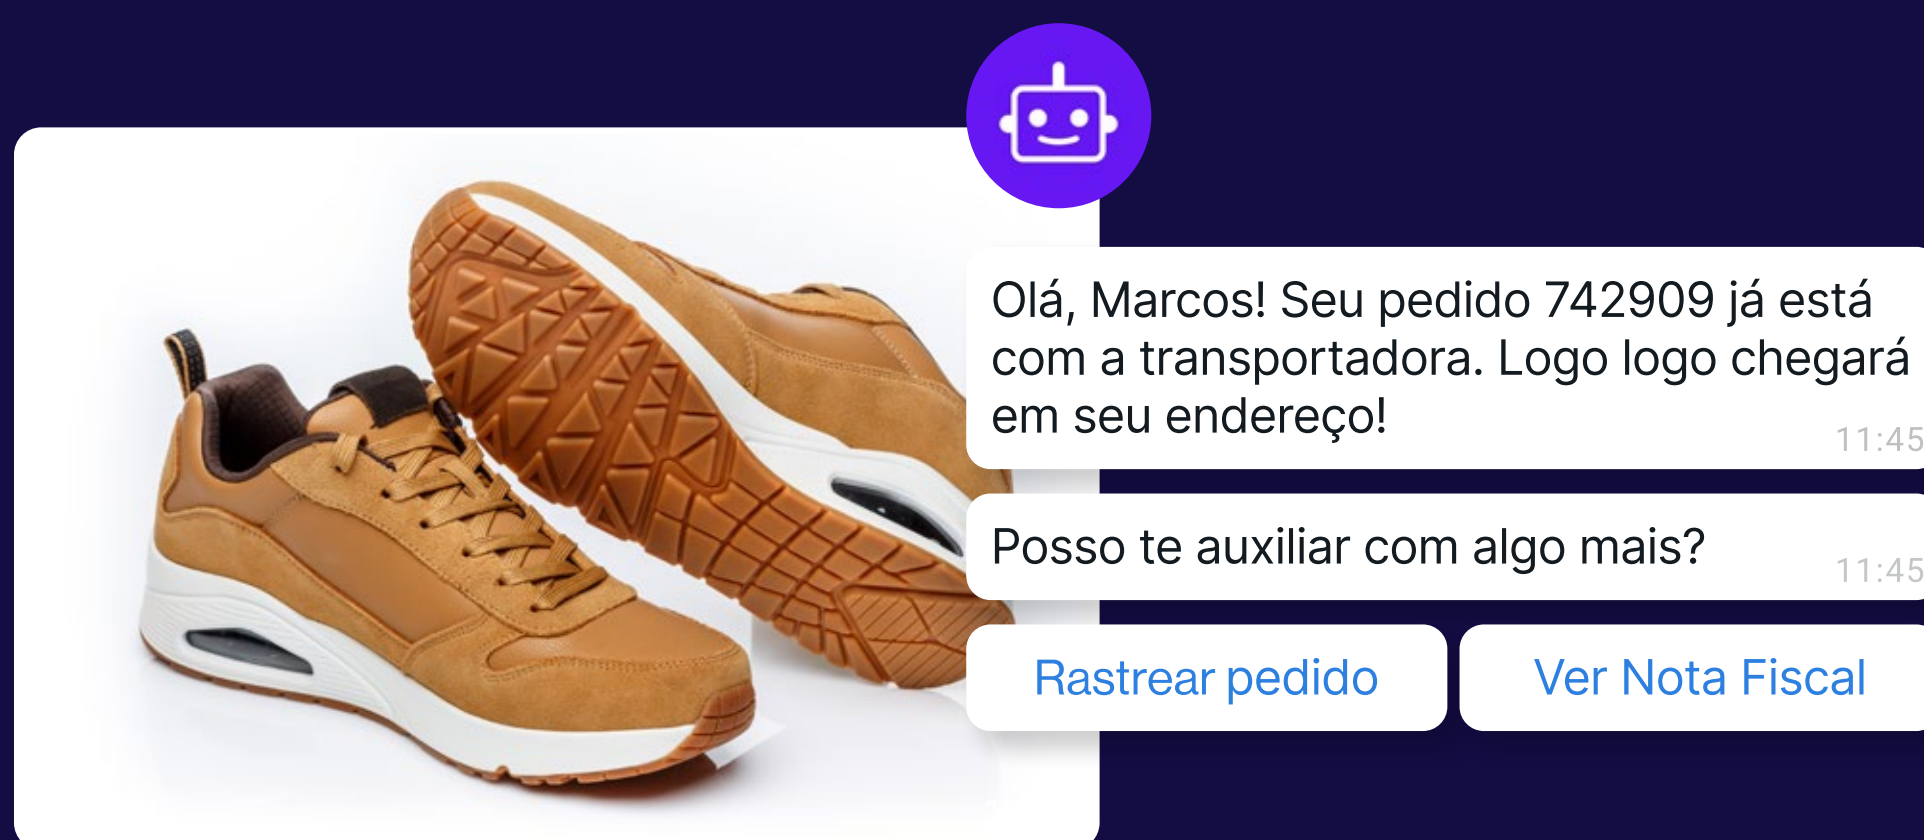 Olá, Marcos! Seu pedido 742909 já está
com a transportadora. Logo logo chegará
em seu endereço!
11:45
Posso te auxiliar com algo mais?
11:45
Rastrear pedido
Ver Nota Fiscal